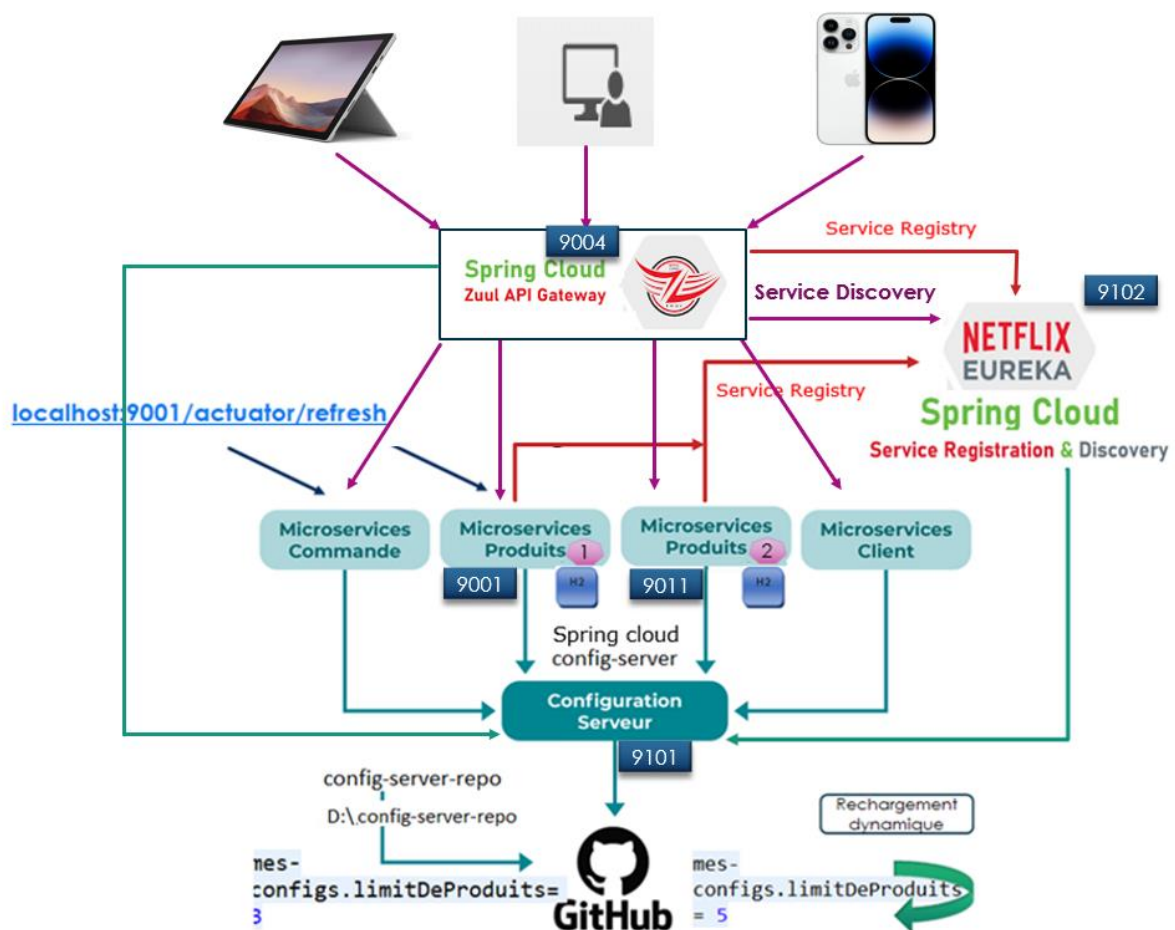 9004
Spring Cloud
Zuul API Gateway
Service Registry
Service Discovery
9102
NETFLIX
EUREKA
Spring Cloud
Service Registration & Discovery
Service Registry
localhost:9001/actuator/refresh
Microservices
Commande
Microservices
Produits
1
9001
H2
Microservices
Produits
2
9011
H2
Microservices
Client
Spring cloud
config-server
Configuration
Serveur
9101
config-server-repo
D:\config-server-repo
mes-
configs.limitDeProduits=
3
GitHub
Rechargement
dynamique
mes-
configs.limitDeProduits
= 5